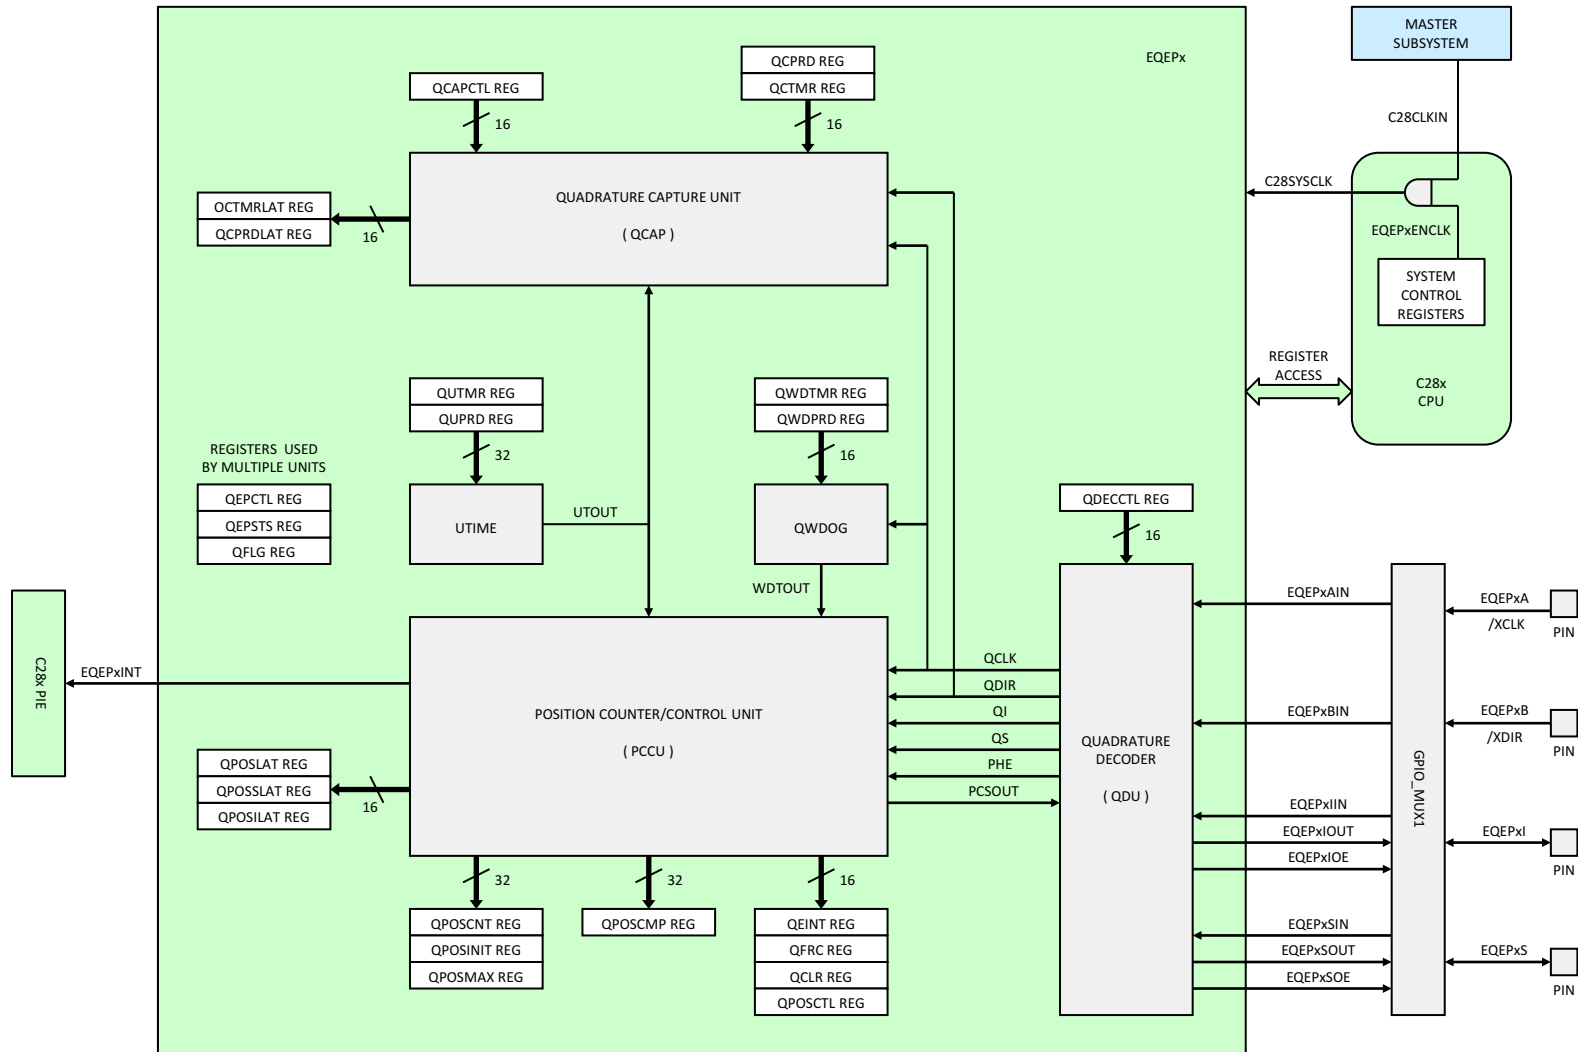 MASTER
SUBSYSTEM
EQEPx
QCPRD REG
QCTMR REG
QCAPCTL REG
16
16
C28CLKIN
C28SYSCLK
EQEPxENCLK
SYSTEM
CONTROL
REGISTERS
C28x
CPU
REGISTER
ACCESS
QUADRATURE CAPTURE UNIT
( QCAP )
OCTMRLAT REG
QCPRDLAT REG
16
QUTMR REG
QUPRD REG
32
QWDTMR REG
QWDPRD REG
16
REGISTERS USED
BY MULTIPLE UNITS
QEPCTL REG
QEPSTS REG
QFLG REG
UTIME
UTOUT
QWDOG
WDTOUT
QDECCTL REG
16
C28x PIE
EQEPxINT
POSITION COUNTER/CONTROL UNIT
( PCCU )
QCLK
QDIR
QI
QS
PHE
PCSOUT
QUADRATURE
DECODER
( QDU )
EQEPxAIN
EQEPxBIN
EQEPxIIN
EQEPxIOUT
EQEPxIOE
EQEPxSIN
EQEPxSOUT
EQEPxSOE
GPIO_MUX1
EQEPxA
/XCLK
PIN
EQEPxB
/XDIR
PIN
EQEPxI
PIN
EQEPxS
PIN
QPOSLAT REG
QPOSSLAT REG
QPOSILAT REG
16
32
32
16
QPOSCNT REG
QPOSINIT REG
QPOSMAX REG
QPOSCMP REG
QEINT REG
QFRC REG
QCLR REG
QPOSCTL REG